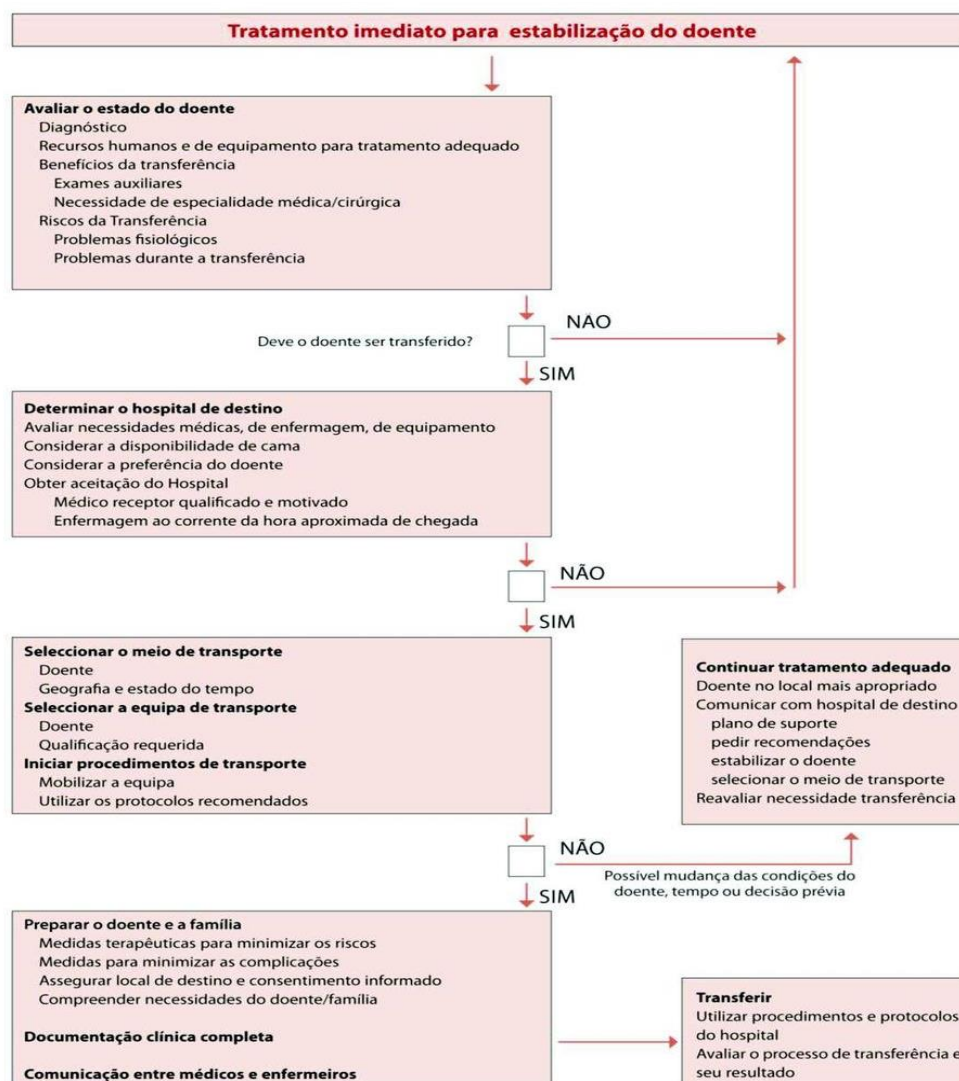 Tratamento imediato para estabilização do doente
Avaliar o estado do doente
Diagnóstico
Recursos humanos e de equipamento para tratamento adequado
Benefícios da transferência
Exames auxiliares
Necessidade de especialidade médica/cirúrgica
Riscos da Transferência
Problemas fisiológicos
Problemas durante a transferência
Deve o doente ser transferido?
NAO
SIM
Determinar o hospital de destino
Avaliar necessidades médicas, de enfermagem, de equipamento
Considerar a disponibilidade de cama
Considerar a preferência do doente
Obter aceitação do Hospital
Médico receptor qualificado e motivado
Enfermagem ao corrente da hora aproximada de chegada
NÃO
SIM
Seleccionar o meio de transporte
Doente
Geografia e estado do tempo
Seleccionar a equipa de transporte
Doente
Qualificação requerida
Iniciar procedimentos de transporte
Mobilizar a equipa
Utilizar os protocolos recomendados
Continuar tratamento adequado
Doente no local mais apropriado
Comunicar com hospital de destino
plano de suporte
pedir recomendações
estabilizar o doente
selecionar o meio de transporte
Reavaliar necessidade transferência
NÃO
Possível mudança das condições do
doente, tempo ou decisão prévia
SIM
Preparar o doente e a família
Medidas terapêuticas para minimizar os riscos
Medidas para minimizar as complicações
Assegurar local de destino e consentimento informado
Compreender necessidades do doente/família
Documentação clínica completa
Comunicação entre médicos e enfermeiros
Transferir
Utilizar procedimentos e protocolos
do hospital
Avaliar o processo de transferência e
seu resultado